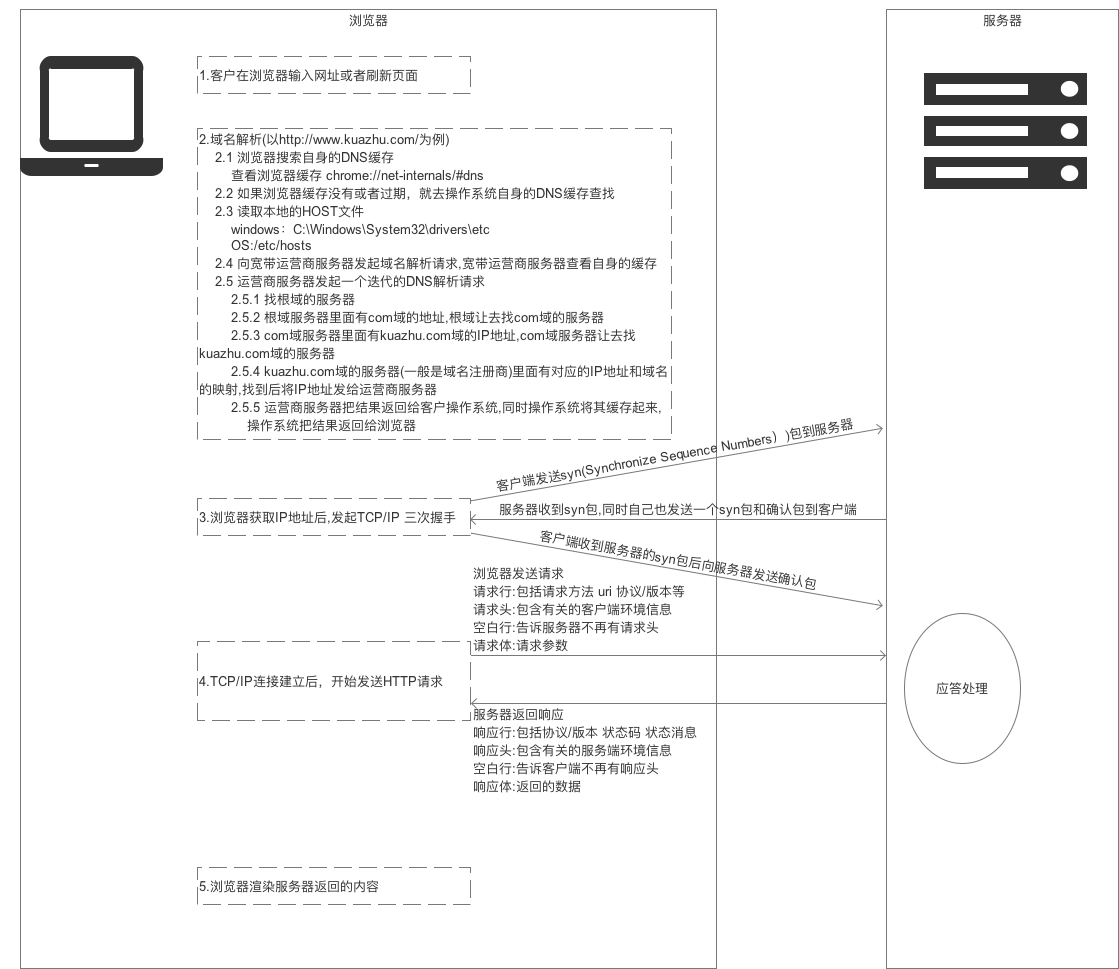 浏览器
服务器
1.客户在浏览器输入网址或者刷新页面
2.域名解析(以http://www.kuazhu.com/为例)
2.1 浏览器搜索自身的DNS缓存
查看浏览器缓存 chrome://net-internals/#dns
2.2 如果浏览器缓存没有或者过期，就去操作系统自身的DNS缓存查找
2.3 读取本地的HOST文件
windows：C:\Windows\System32\drivers\etc
OS:/etc/hosts
2.4 向宽带运营商服务器发起域名解析请求,宽带运营商服务器查看自身的缓存
2.5 运营商服务器发起一个迭代的DNS解析请求
2.5.1 找根域的服务器
2.5.2 根域服务器里面有com域的地址,根域让去找com域的服务器
2.5.3 com域服务器里面有kuazhu.com域的IP地址,com域服务器让去找
kuazhu.com域的服务器
2.5.4 kuazhu.com域的服务器(一般是域名注册商)里面有对应的IP地址和域名
的映射,找到后将IP地址发给运营商服务器
2.5.5 运营商服务器把结果返回给客户操作系统,同时操作系统将其缓存起来,
操作系统把结果返回给浏览器
客户端发送syn(Synchronize Sequence Numbers））包到服务器
3.浏览器获取IP地址后,发起TCP/IP 三次握手
服务器收到syn包,同时自己也发送一个syn包和确认包到客户端
客户端收到服务器的syn包后向服务器发送确认包
浏览器发送请求
请求行:包括请求方法 uri 协议/版本等
请求头:包含有关的客户端环境信息
空白行:告诉服务器不再有请求头
请求体:请求参数
4.TCP/IP连接建立后，开始发送HTTP请求
应答处理
服务器返回响应
响应行:包括协议/版本 状态码 状态消息
响应头:包含有关的服务端环境信息
空白行:告诉客户端不再有响应头
响应体:返回的数据
5.浏览器渲染服务器返回的内容